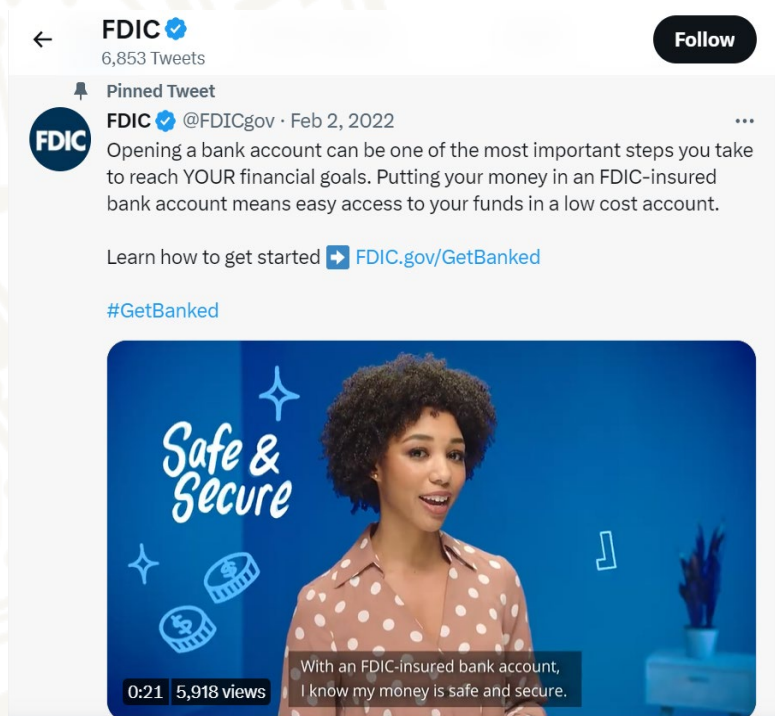 FDIC
6,853 Tweets
Follow
Pinned Tweet
FDIC @FDICgov · Feb 2, 2022
FDIC
Opening a bank account can be one of the most important steps you take
to reach YOUR financial goals. Putting your money in an FDIC-insured
bank account means easy access to your funds in a low cost account.
Learn how to get started ➡ FDIC.gov/GetBanked
#GetBanked
Safe &
Secure
$
$
With an FDIC-insured bank account,
I know my money is safe and secure.
0:21 5,918 views